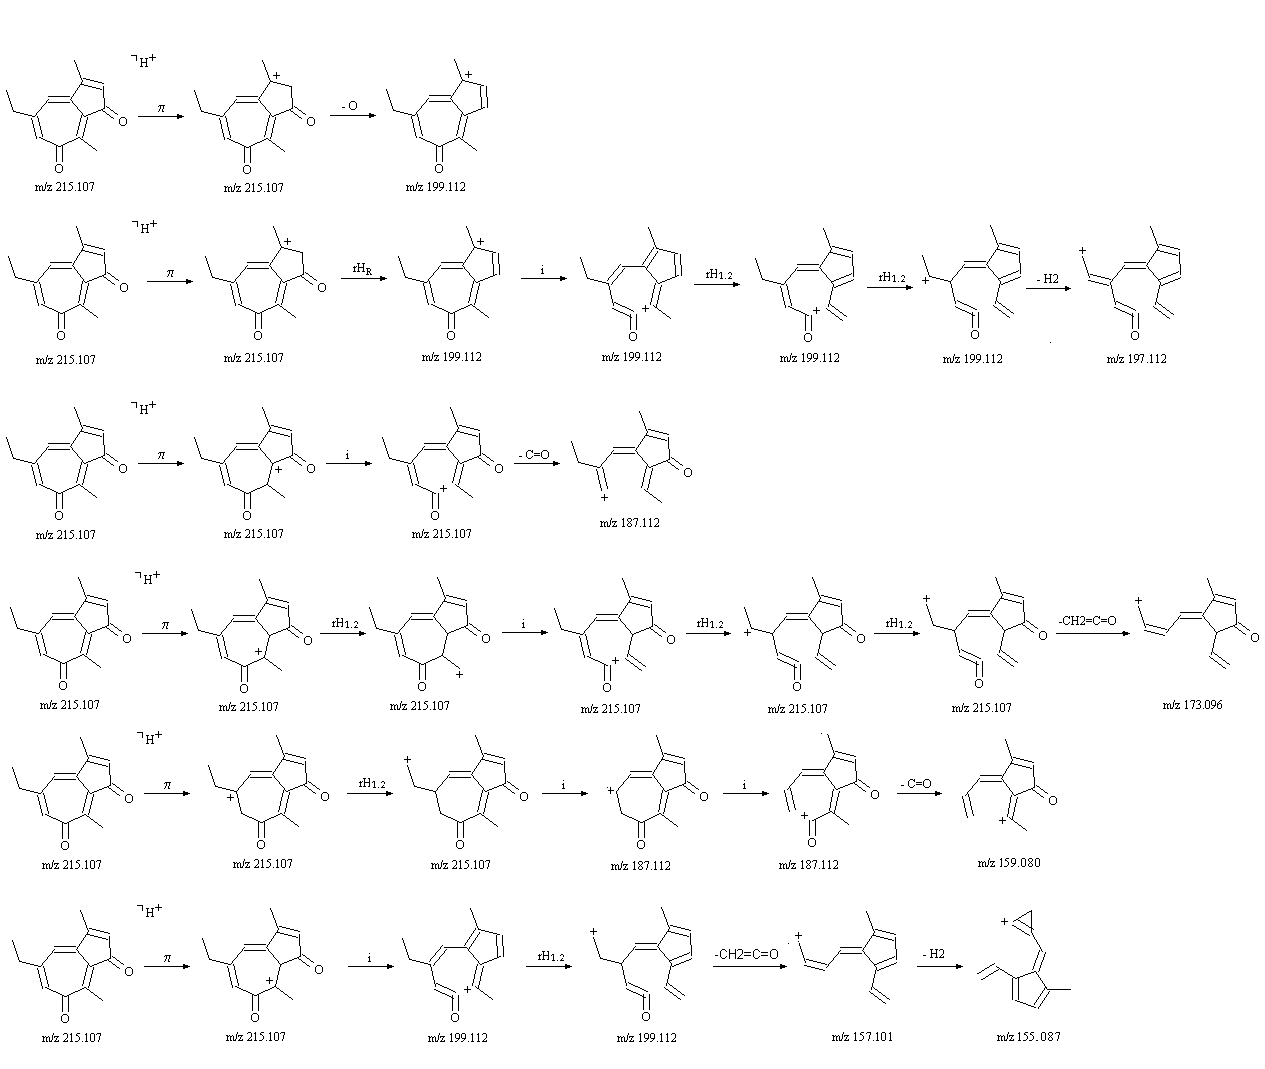 ¬H+
+
+
π
- O
O O O
O O O
m/z 215.107 m/z 215.107 m/z 199.112
¬H+
+ + + +
π rHR i rH1.2 rH1.2 - H2
O O + + O O
O O O O O
m/z 215.107 m/z 215.107 m/z 199.112 m/z 199.112 m/z 199.112 m/z 199.112 m/z 197.112
¬H+
π i - C=O
O + O O O
O O + O +
m/z 215.107 m/z 215.107 m/z 215.107 m/z 187.112
¬H+
+ +
π rH1.2 i rH1.2 rH1.2 -CH2=C=O
O + O O O + O O O
O O O + O + O O
m/z 215.107 m/z 215.107 m/z 215.107 m/z 215.107 m/z 215.107 m/z 215.107 m/z 173.096
¬H+
+
π rH1.2 i i - C=O
O + O O + O O O
O O O O + O +
m/z 215.107 m/z 215.107 m/z 215.107 m/z 187.112 m/z 187.112 m/z 159.080
¬H+
+ + +
π i rH1.2 -CH2=C=O - H2
O + O +
O O O O
m/z 215.107 m/z 215.107 m/z 199.112 m/z 199.112 m/z 157.101 m/z 155.087